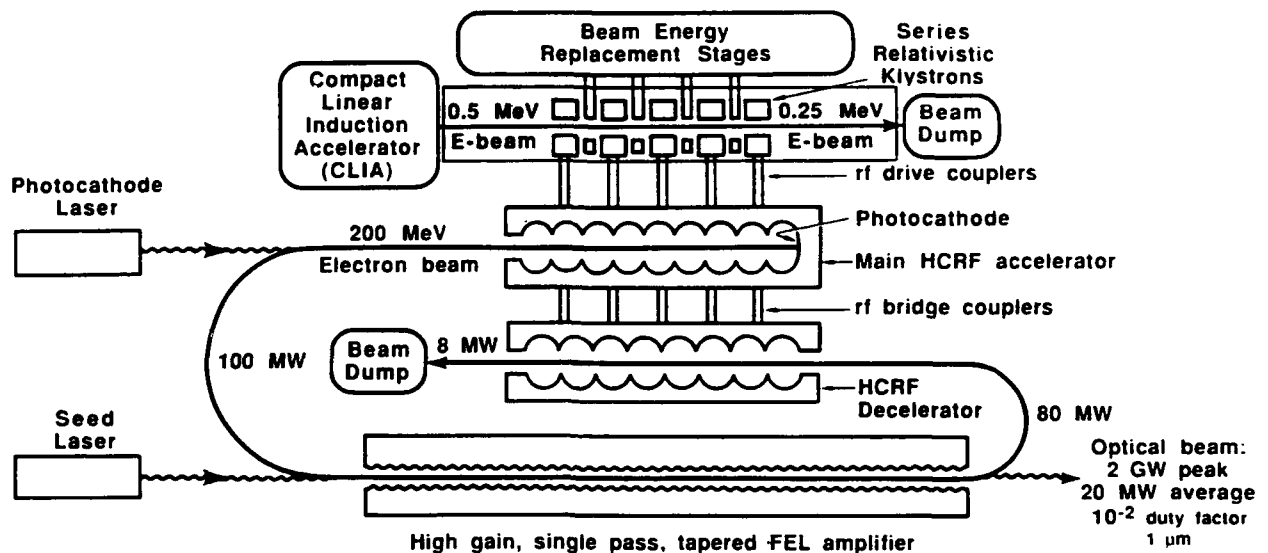 Beam Energy
Replacement Stages
Series
Relativistic
Klystrons
Compact
Linear
Induction
Accelerator
(CLIA)
0.5 MeV
E-beam
0.25 MeV
E-beam
Beam
Dump
rf drive couplers
Photocathode
Laser
200 MeV
Electron beam
Photocathode
Main HCRF accelerator
rf bridge couplers
100 MW
Beam
Dump
8 MW
HCRF
Decelerator
80 MW
Seed
Laser
Optical beam:
2 GW peak
20 MW average
10⁻² duty factor
1 μm
High gain, single pass, tapered FEL amplifier